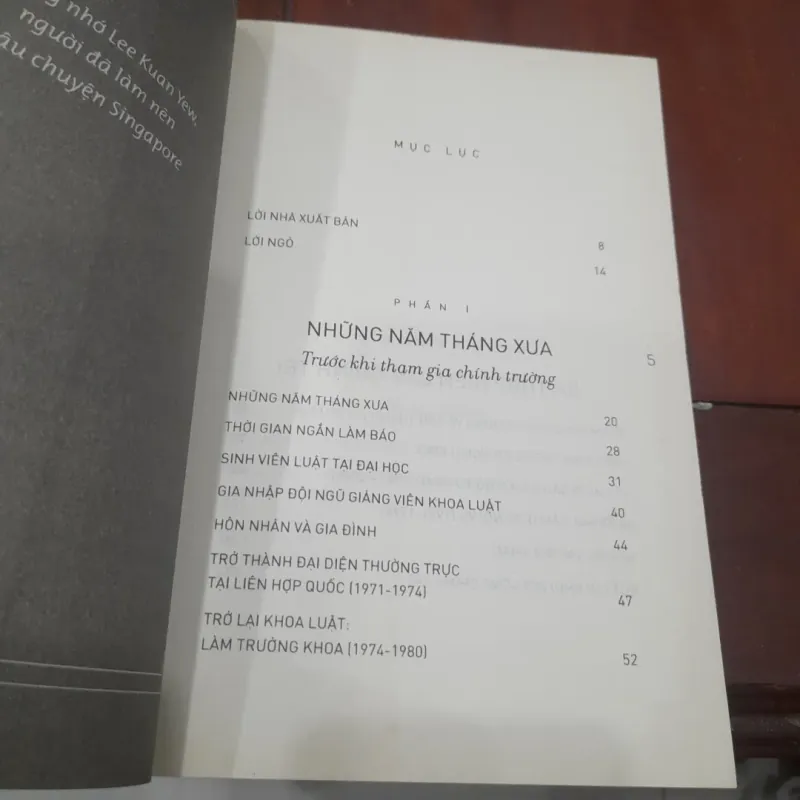 nhớ Lee Kuan Yew,
người đã làm nên
chuyện Singapore
MỤC LỤC
LỜI NHÀ XUẤT BẢN 8
LỜI NGỎ 14
PHẦN I
NHỮNG NĂM THÁNG XƯA 5
Trước khi tham gia chính trường
NHỮNG NĂM THÁNG XƯA 20
THỜI GIAN NGẮN LÀM BÁO 28
SINH VIÊN LUẬT TẠI ĐẠI HỌC 31
GIA NHẬP ĐỘI NGŨ GIẢNG VIÊN KHOA LUẬT 40
HÔN NHÂN VÀ GIA ĐÌNH 44
TRỞ THÀNH ĐẠI DIỆN THƯỜNG TRỰC
TẠI LIÊN HỢP QUỐC (1971-1974) 47
TRỞ LẠI KHOA LUẬT:
LÀM TRƯỞNG KHOA (1974-1980) 52